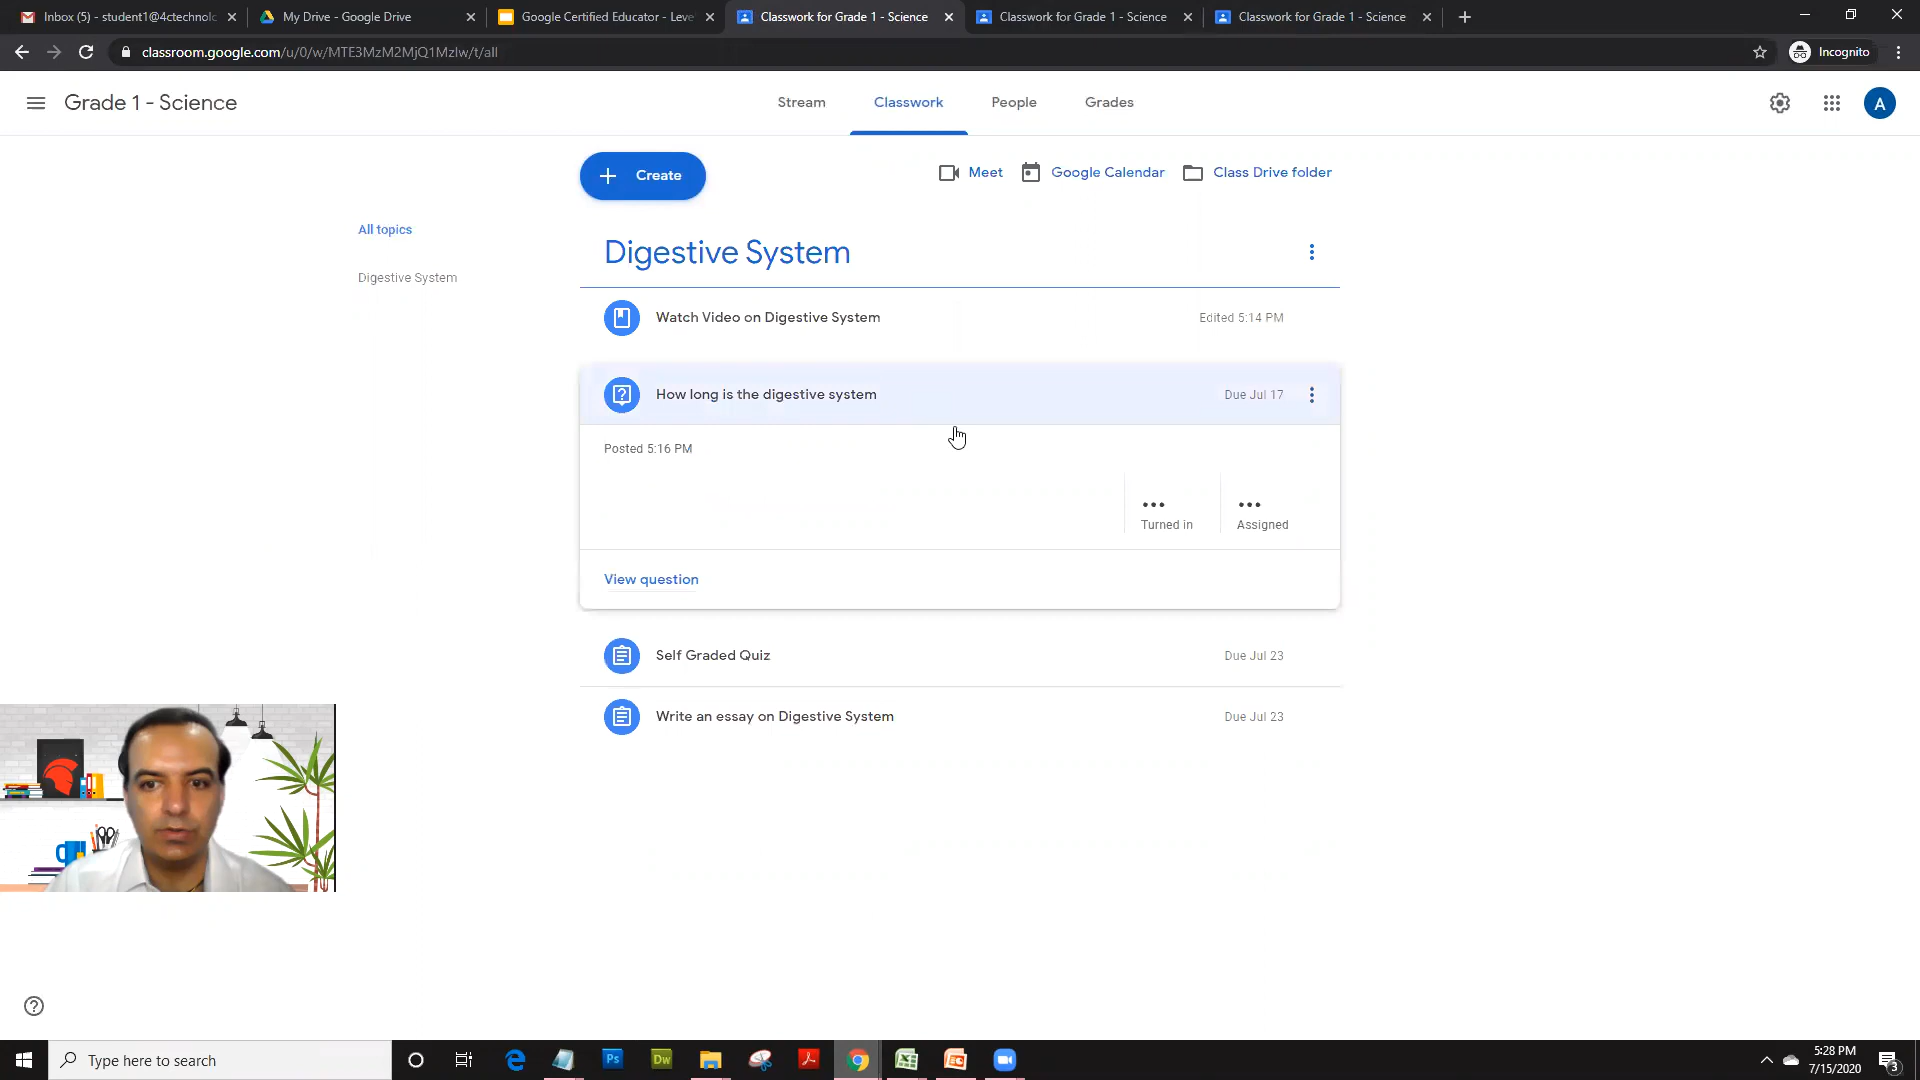 Inbox (5) - student1@4ctechnolo
My Drive - Google Drive
Google Certified Educator - Leve
Classwork for Grade 1 - Science
Classwork for Grade 1 - Science
Classwork for Grade 1 - Science
classroom.google.com/u/0/w/MTE3MzM2MjQ1MzIw/t/all
Incognito
Grade 1 - Science
Stream
Classwork
People
Grades
A
Create
Meet
Google Calendar
Class Drive folder
All topics
Digestive System
Digestive System
Watch Video on Digestive System
Edited 5:14 PM
How long is the digestive system
Due Jul 17
Posted 5:16 PM
Turned in
Assigned
View question
Self Graded Quiz
Due Jul 23
Write an essay on Digestive System
Due Jul 23
Type here to search
Ps
Dw
5:28 PM
7/15/2020
3